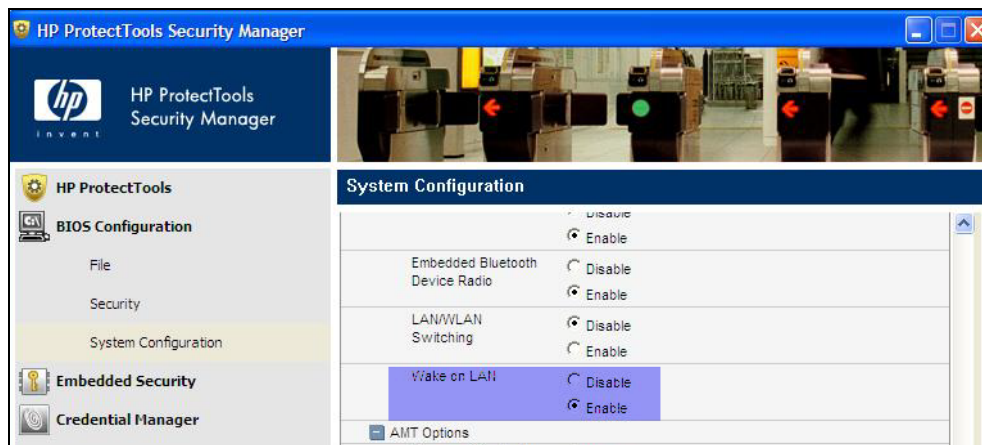 HP ProtectTools Security Manager
hp
invent
HP ProtectTools
Security Manager
HP ProtectTools
BIOS Configuration
File
Security
System Configuration
Embedded Security
Credential Manager
System Configuration
Disable
Enable
Embedded Bluetooth
Device Radio
Disable
Enable
LAN/WLAN
Switching
Disable
Enable
Wake on LAN
Disable
Enable
AMT Options